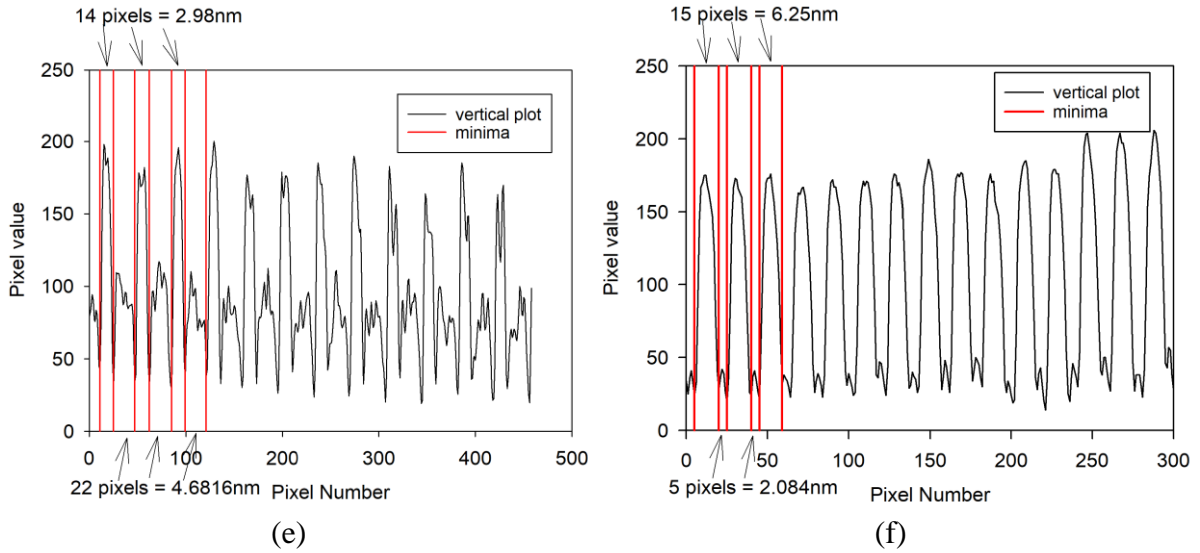 14 pixels = 2.98nm
250
200
150
100
50
0
Pixel value
vertical plot
minima
0
100
200
300
400
500
22 pixels = 4.6816nm
Pixel Number
(e)
15 pixels = 6.25nm
250
200
150
100
50
0
Pixel value
vertical plot
minima
0
50
100
150
200
250
300
5 pixels = 2.084nm
Pixel Number
(f)